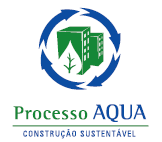 Processo AQUA
CONSTRUÇÃO SUSTENTÁVEL